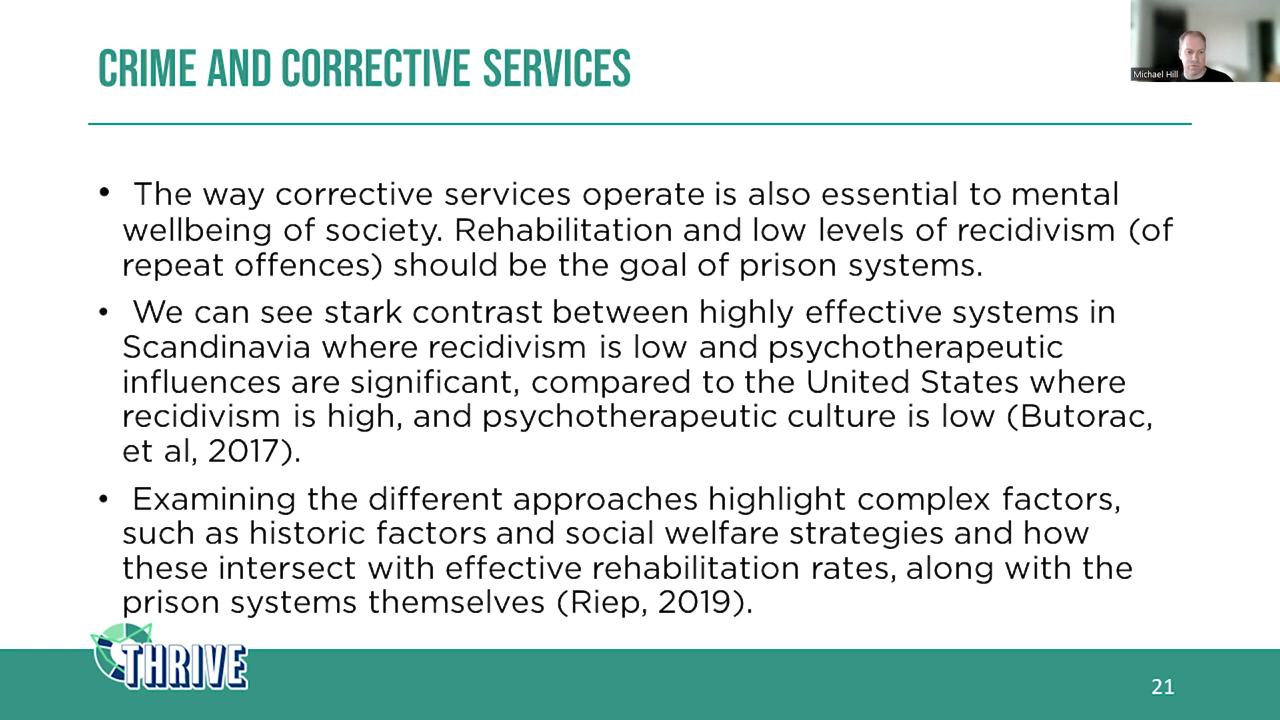 CRIME AND CORRECTIVE SERVICES
Michael Hill
• The way corrective services operate is also essential to mental
wellbeing of society. Rehabilitation and low levels of recidivism (of
repeat offences) should be the goal of prison systems.
• We can see stark contrast between highly effective systems in
Scandinavia where recidivism is low and psychotherapeutic
influences are significant, compared to the United States where
recidivism is high, and psychotherapeutic culture is low (Butorac,
et al, 2017).
• Examining the different approaches highlight complex factors,
such as historic factors and social welfare strategies and how
these intersect with effective rehabilitation rates, along with the
prison systems themselves (Riep, 2019).
THRIVE
21